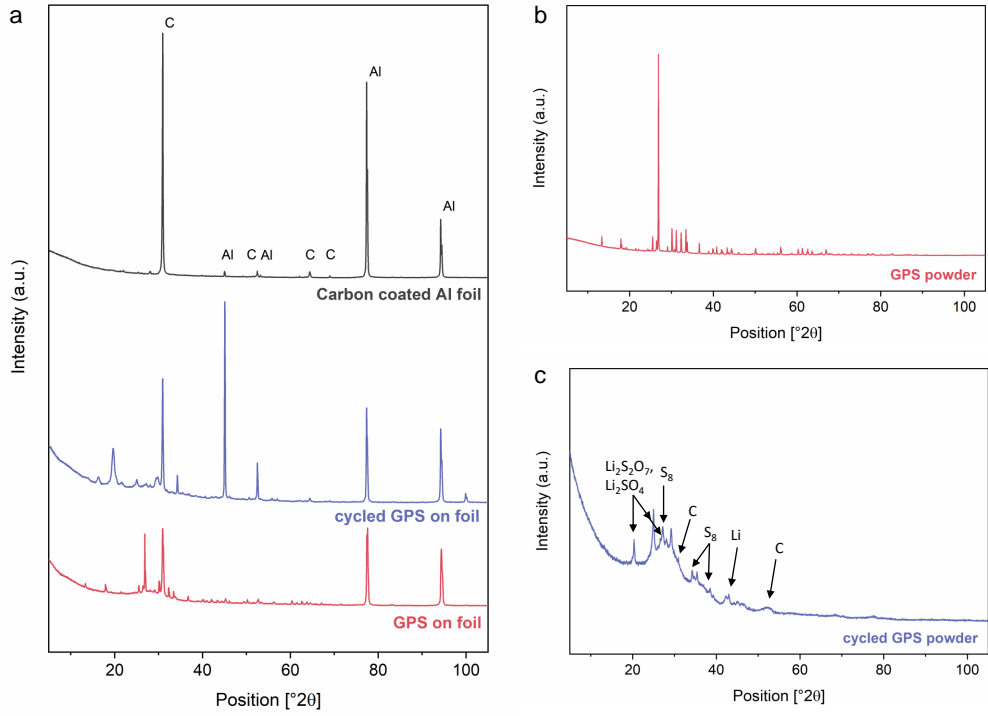 a
C
Al
Al
Al C Al C C
Carbon coated Al foil
cycled GPS on foil
GPS on foil
Intensity (a.u.)
20 40 60 80 100
Position [°2θ]
b
Intensity (a.u.)
GPS powder
20 40 60 80 100
Position [°2θ]
c
Intensity (a.u.)
Li₂S₂O₇,
Li₂SO₄
S₈
C
S₈
Li
C
cycled GPS powder
20 40 60 80 100
Position [°2θ]